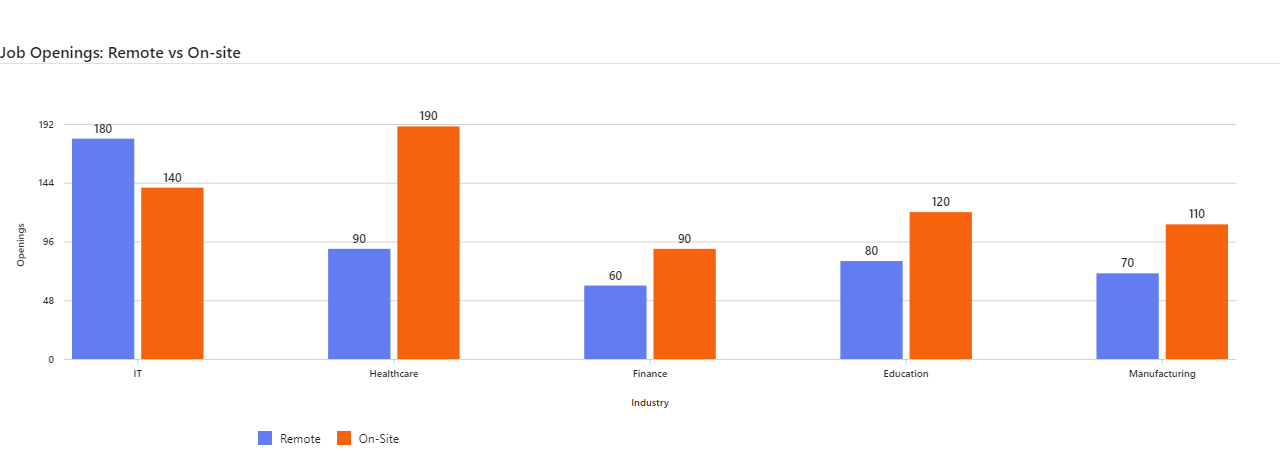 Job Openings: Remote vs On-site
192
144
96
48
0
Openings
180
140
90
190
60
90
80
120
70
110
IT
Healthcare
Finance
Education
Manufacturing
Industry
Remote
On-Site